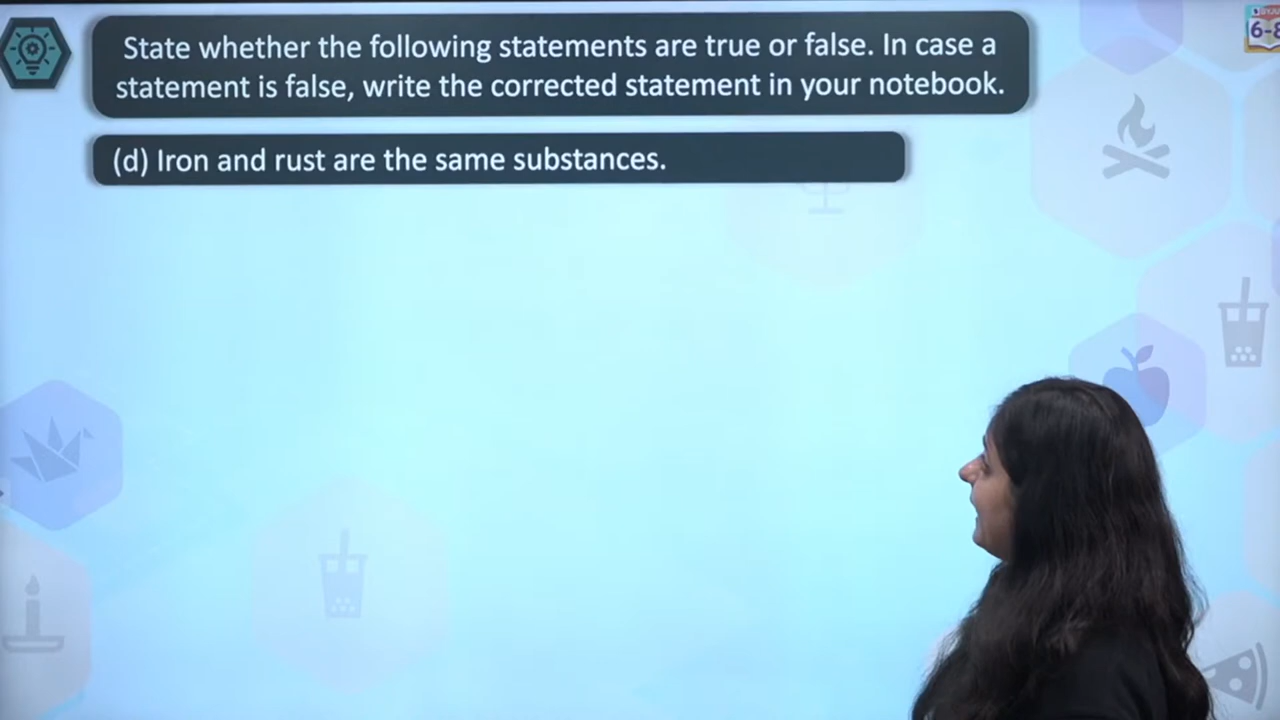 State whether the following statements are true or false. In case a
statement is false, write the corrected statement in your notebook.
(d) Iron and rust are the same substances.